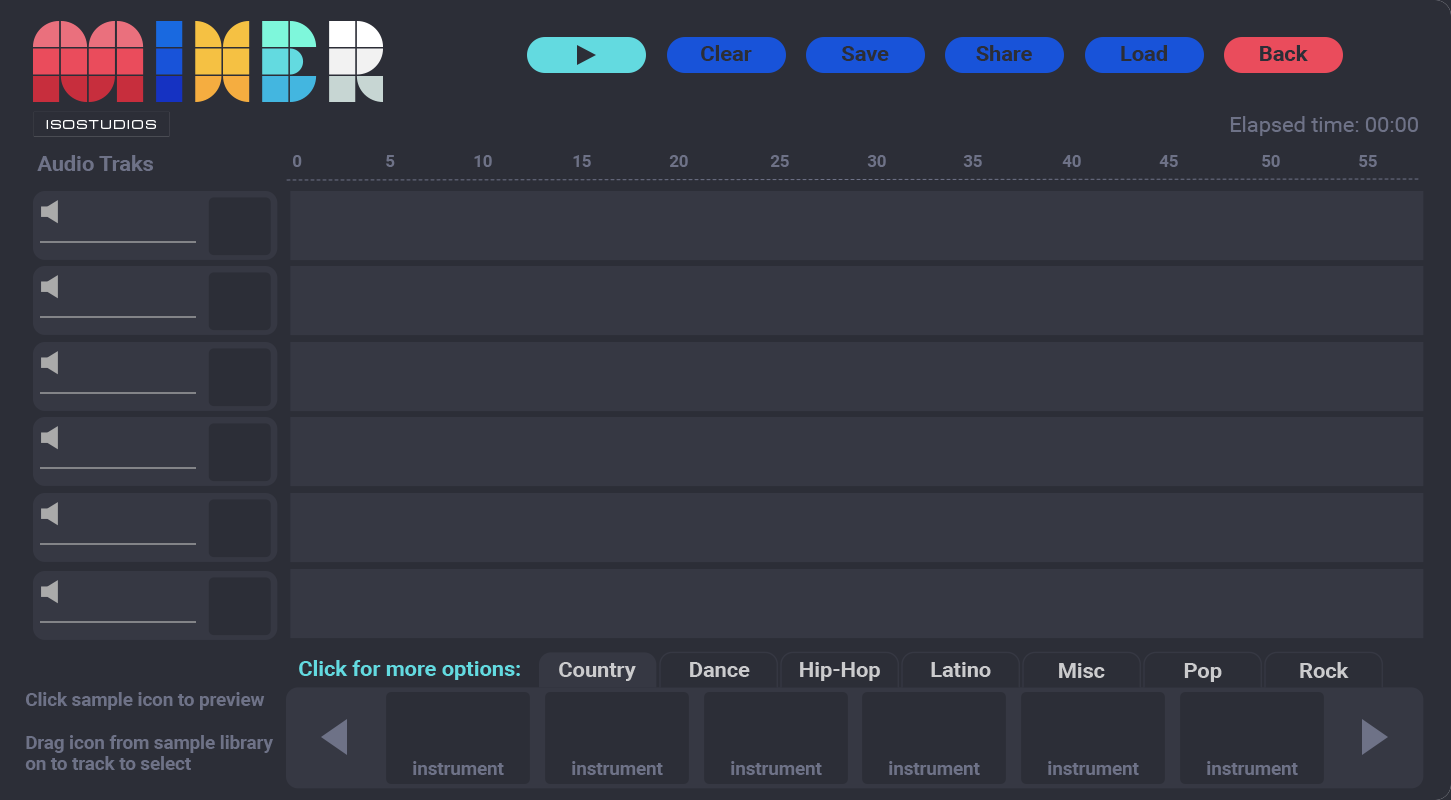 MIXER
Clear Save Share Load Back
ISOSTUDIOS
Elapsed time: 00:00
Audio Traks
0 5 10 15 20 25 30 35 40 45 50 55
Click for more options: Country Dance Hip-Hop Latino Misc Pop Rock
Click sample icon to preview
Drag icon from sample library
on to track to select
instrument instrument instrument instrument instrument instrument